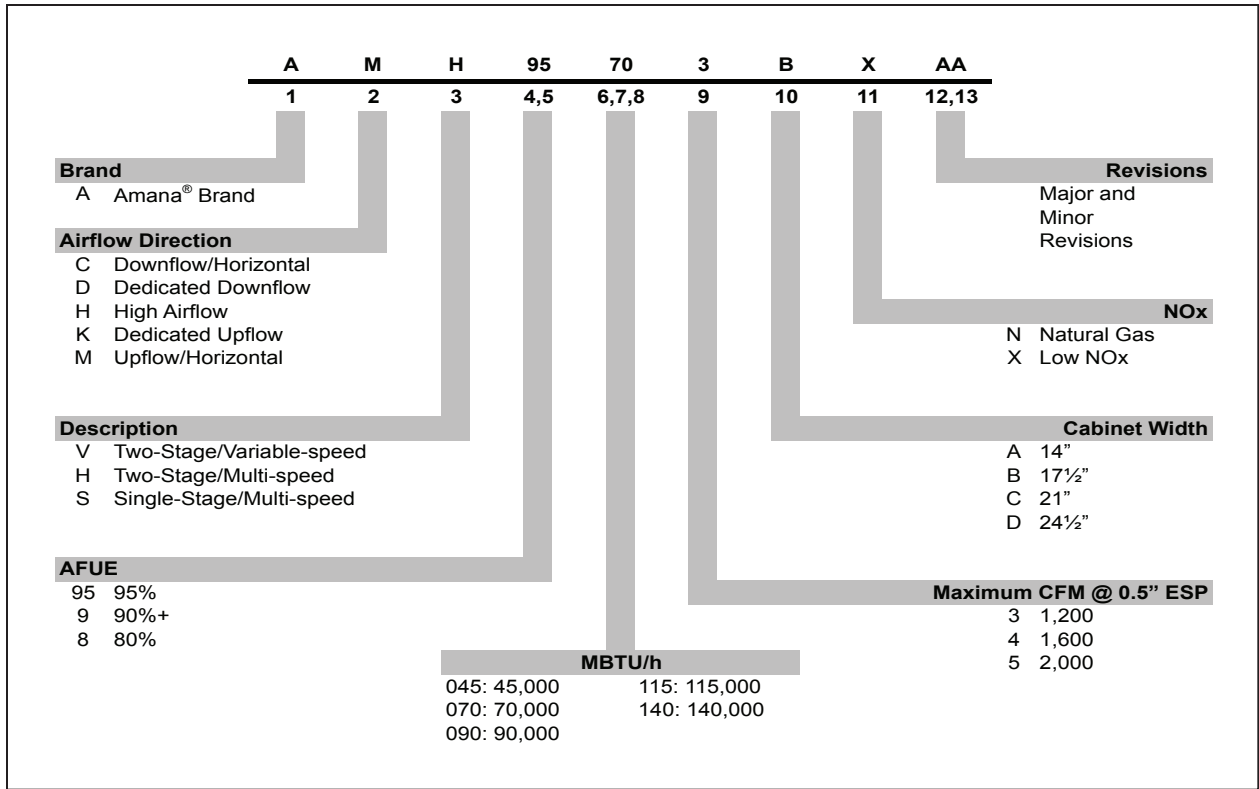 A M H 95 70 3 B X AA
1 2 3 4,5 6,7,8 9 10 11 12,13
Brand
A Amana® Brand
Airflow Direction
C Downflow/Horizontal
D Dedicated Downflow
H High Airflow
K Dedicated Upflow
M Upflow/Horizontal
Description
V Two-Stage/Variable-speed
H Two-Stage/Multi-speed
S Single-Stage/Multi-speed
AFUE
95 95%
9 90%+
8 80%
MBTU/h
045: 45,000 115: 115,000
070: 70,000 140: 140,000
090: 90,000
Revisions
Major and
Minor
Revisions
NOx
N Natural Gas
X Low NOx
Cabinet Width
A 14”
B 17½”
C 21”
D 24½”
Maximum CFM @ 0.5” ESP
3 1,200
4 1,600
5 2,000